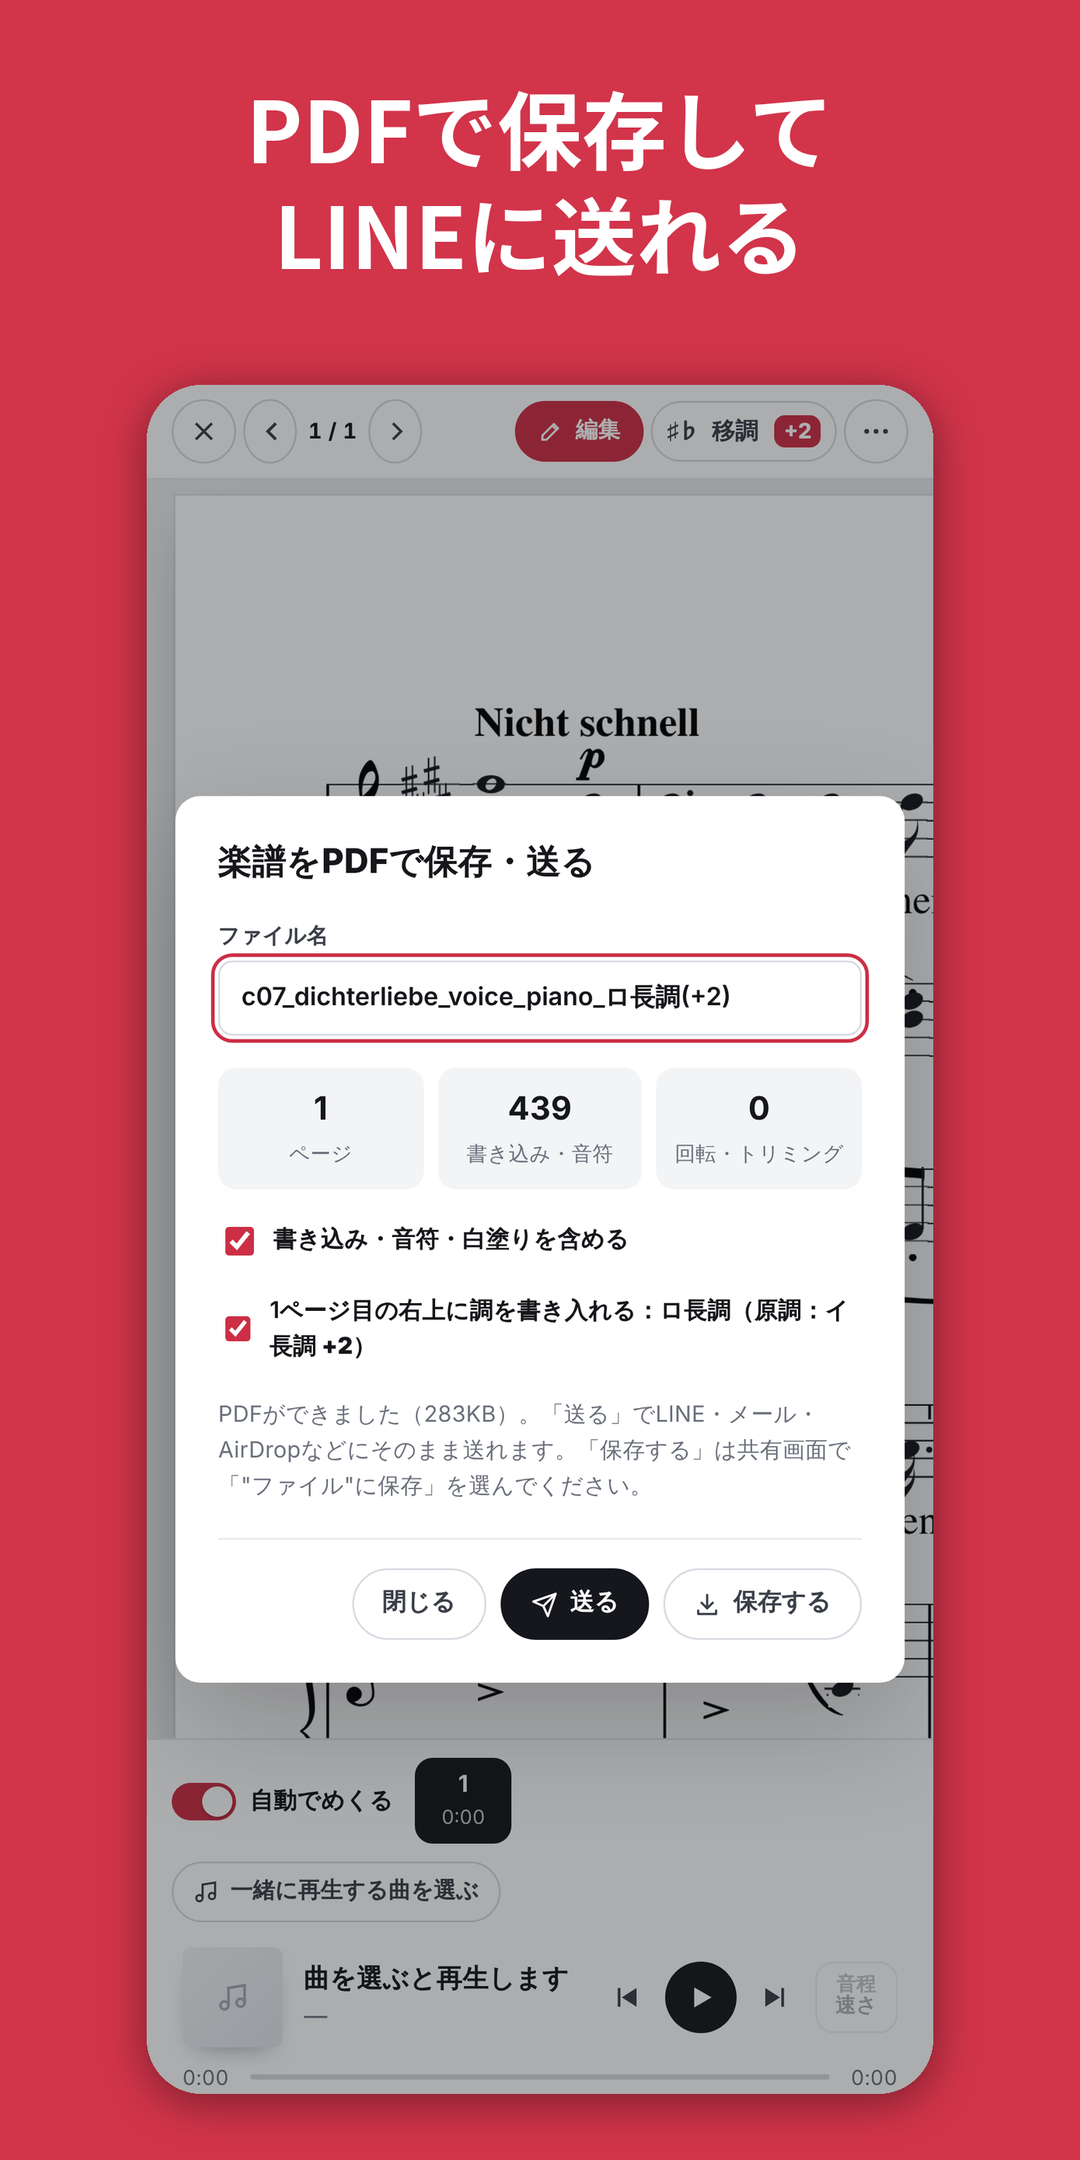 PDFで保存して
LINEに送れる
1 / 1
編集
移調 +2
Nicht schnell
p
楽譜をPDFで保存・送る
ファイル名
c07_dichterliebe_voice_piano_ロ長調(+2)
1
ページ
439
書き込み・音符
0
回転・トリミング
書き込み・音符・白塗りを含める
1ページ目の右上に調を書き入れる：ロ長調（原調：イ
長調 +2）
PDFができました（283KB）。「送る」でLINE・メール・
AirDropなどにそのまま送れます。「保存する」は共有画面で
「"ファイル"に保存」を選んでください。
閉じる
送る
保存する
自動でめくる
1
0:00
一緒に再生する曲を選ぶ
曲を選ぶと再生します
—
音程
速さ
0:00
0:00